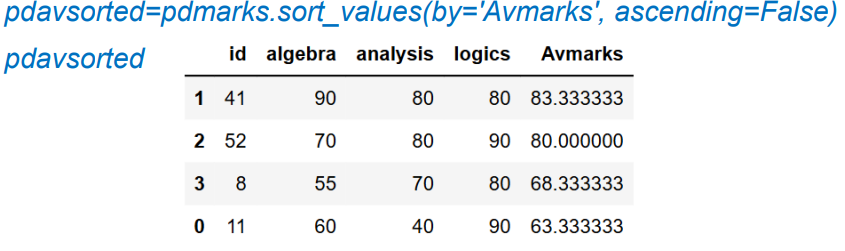 pdavsorted=pdmarks.sort_values(by='Avmarks', ascending=False)
pdavsorted
id algebra analysis logics Avmarks
1 41 90 80 80 83.333333
2 52 70 80 90 80.000000
3 8 55 70 80 68.333333
0 11 60 40 90 63.333333